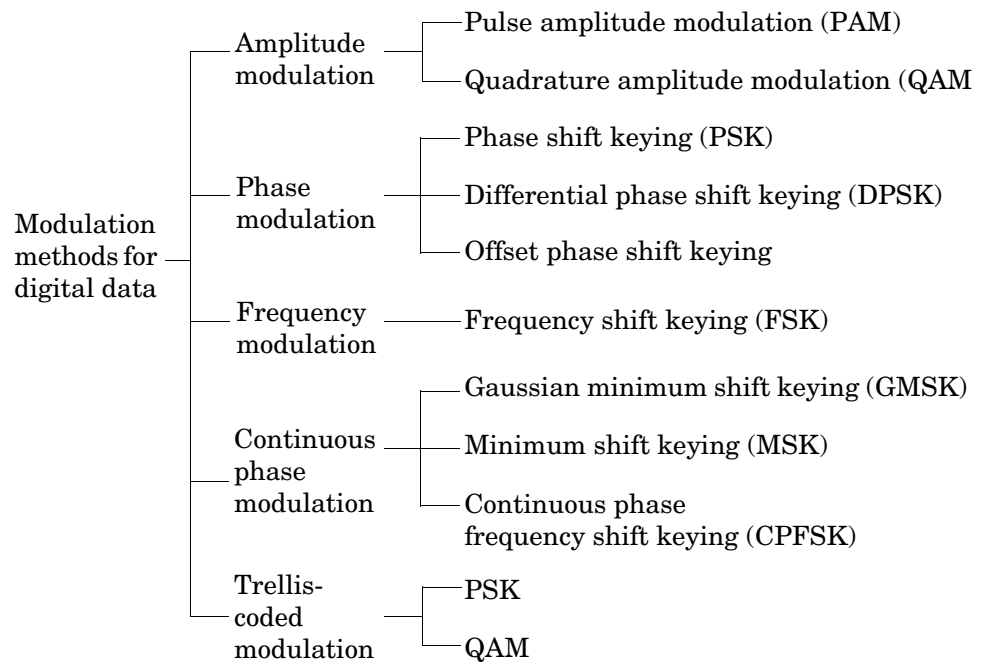 Modulation
methods for
digital data
Amplitude
modulation
Pulse amplitude modulation (PAM)
Quadrature amplitude modulation (QAM
Phase
modulation
Phase shift keying (PSK)
Differential phase shift keying (DPSK)
Offset phase shift keying
Frequency
modulation
Frequency shift keying (FSK)
Continuous
phase
modulation
Gaussian minimum shift keying (GMSK)
Minimum shift keying (MSK)
Continuous phase
frequency shift keying (CPFSK)
Trellis-
coded
modulation
PSK
QAM